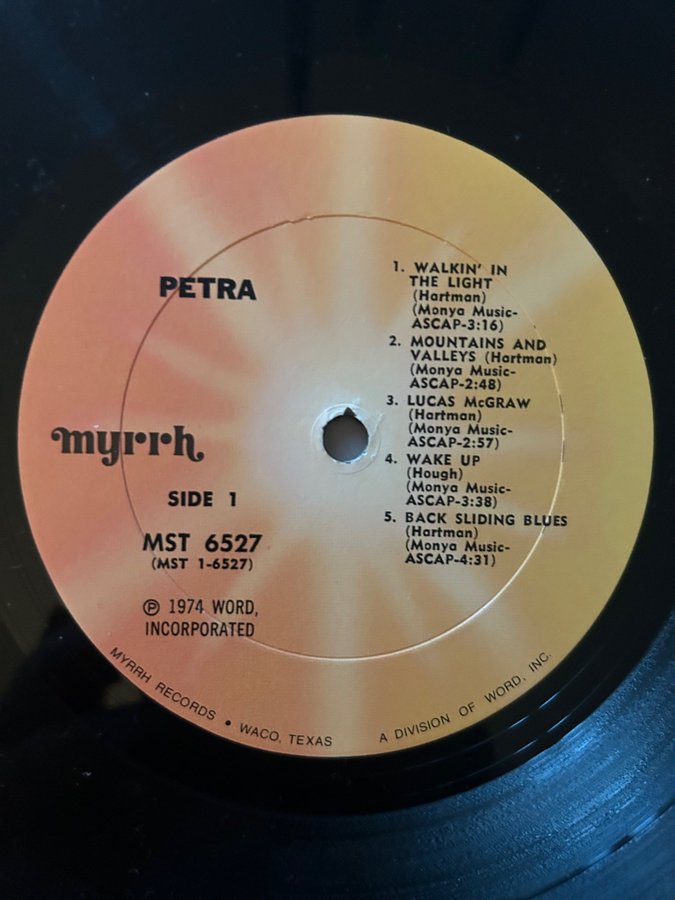 PETRA
myrrh.
SIDE 1
MST 6527
(MST 1-6527)
℗ 1974 WORD,
INCORPORATED
1. WALKIN' IN
THE LIGHT
(Hartman)
(Monya Music-
ASCAP-3:16)
2. MOUNTAINS AND
VALLEYS (Hartman)
(Monya Music-
ASCAP-2:48)
3. LUCAS McGRAW
(Hartman)
(Monya Music-
ASCAP-2:57)
4. WAKE UP
(Hough)
(Monya Music-
ASCAP-3:38)
5. BACK SLIDING BLUES
(Hartman)
(Monya Music-
ASCAP-4:31)
MYRRH RECORDS • WACO, TEXAS A DIVISION OF WORD, INC.